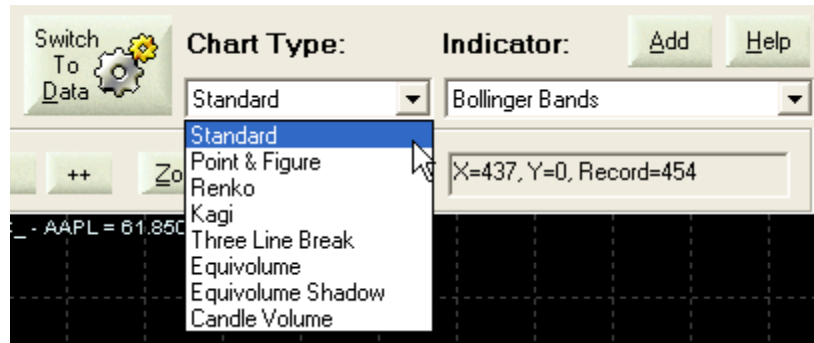 Switch
To
Data
Chart Type:
Indicator:
Add
Help
Standard
Bollinger Bands
Standard
Point & Figure
Renko
Kagi
Three Line Break
Equivolume
Equivolume Shadow
Candle Volume
++
Zo
X=437, Y=0, Record=454
_ - AAPL = 61.850